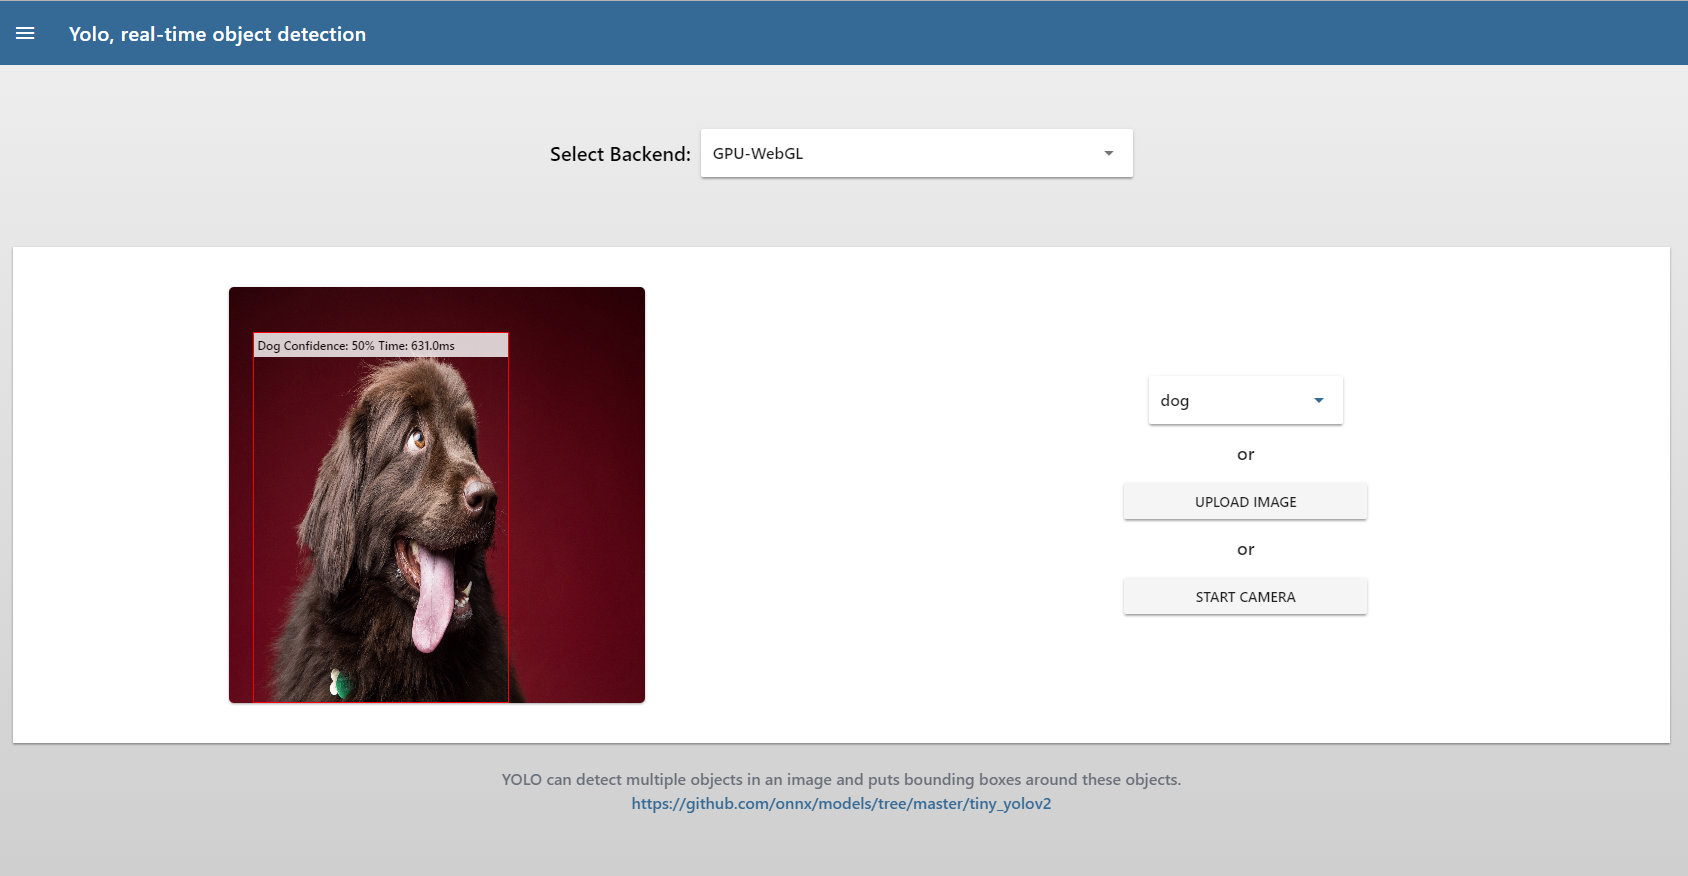 Yolo, real-time object detection
Select Backend: GPU-WebGL
Dog Confidence: 50% Time: 631.0ms
dog
or
UPLOAD IMAGE
or
START CAMERA
YOLO can detect multiple objects in an image and puts bounding boxes around these objects.
https://github.com/onnx/models/tree/master/tiny_yolov2